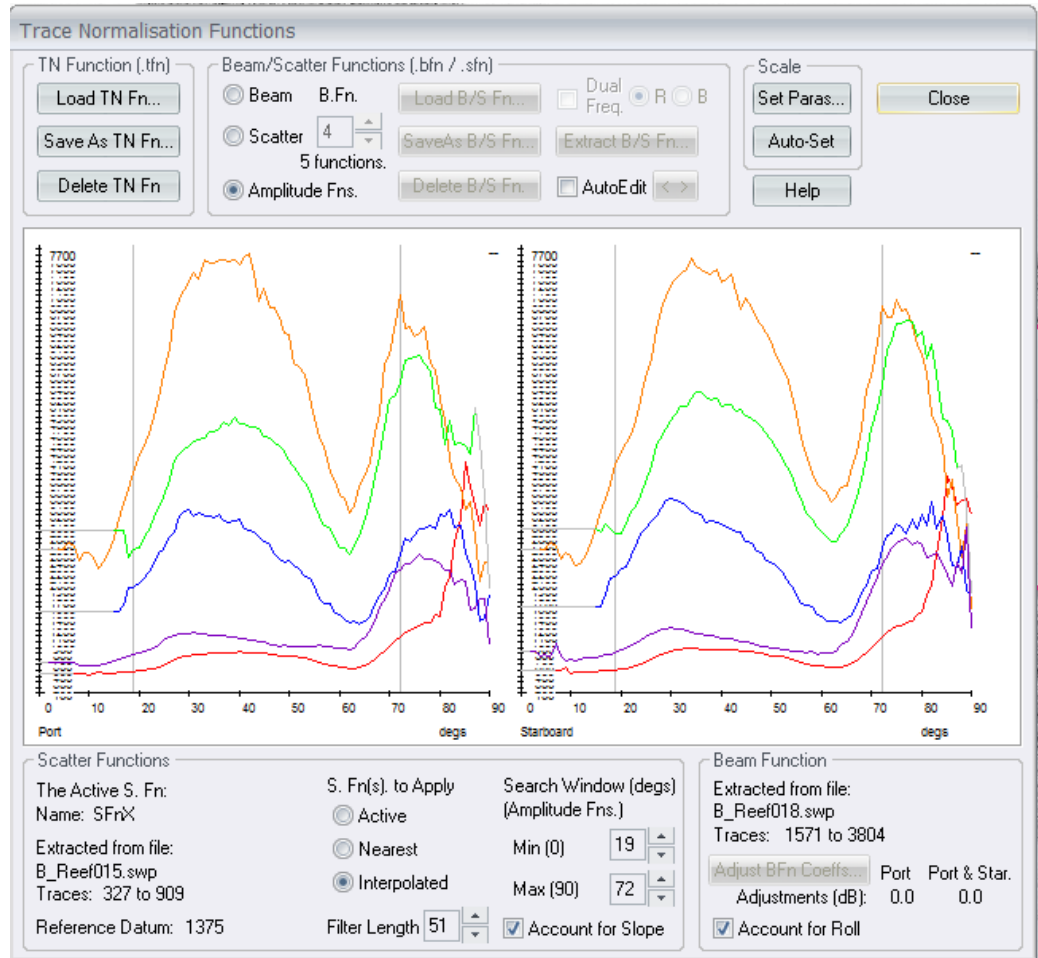 Trace Normalisation Functions
TN Function (.tfn)
Load TN Fn...
Save As TN Fn...
Delete TN Fn
Beam/Scatter Functions (.bfn / .sfn)
Beam B.Fn.
Scatter 4
5 functions.
Amplitude Fns.
Load B/S Fn...
SaveAs B/S Fn...
Delete B/S Fn.
Dual Freq. R B
Extract B/S Fn...
AutoEdit < >
Scale
Set Paras...
Auto-Set
Help
Close
7700
0 10 20 30 40 50 60 70 80 90
Port degs
7700
0 10 20 30 40 50 60 70 80 90
Starboard degs
Scatter Functions
The Active S. Fn:
Name: SFnX
Extracted from file:
B_Reef015.swp
Traces: 327 to 909
Reference Datum: 1375
S. Fn(s). to Apply
Active
Nearest
Interpolated
Filter Length 51
Search Window (degs)
(Amplitude Fns.)
Min (0) 19
Max (90) 72
Account for Slope
Beam Function
Extracted from file:
B_Reef018.swp
Traces: 1571 to 3804
Adjust BFn Coeffs... Port Port & Star.
Adjustments (dB): 0.0 0.0
Account for Roll